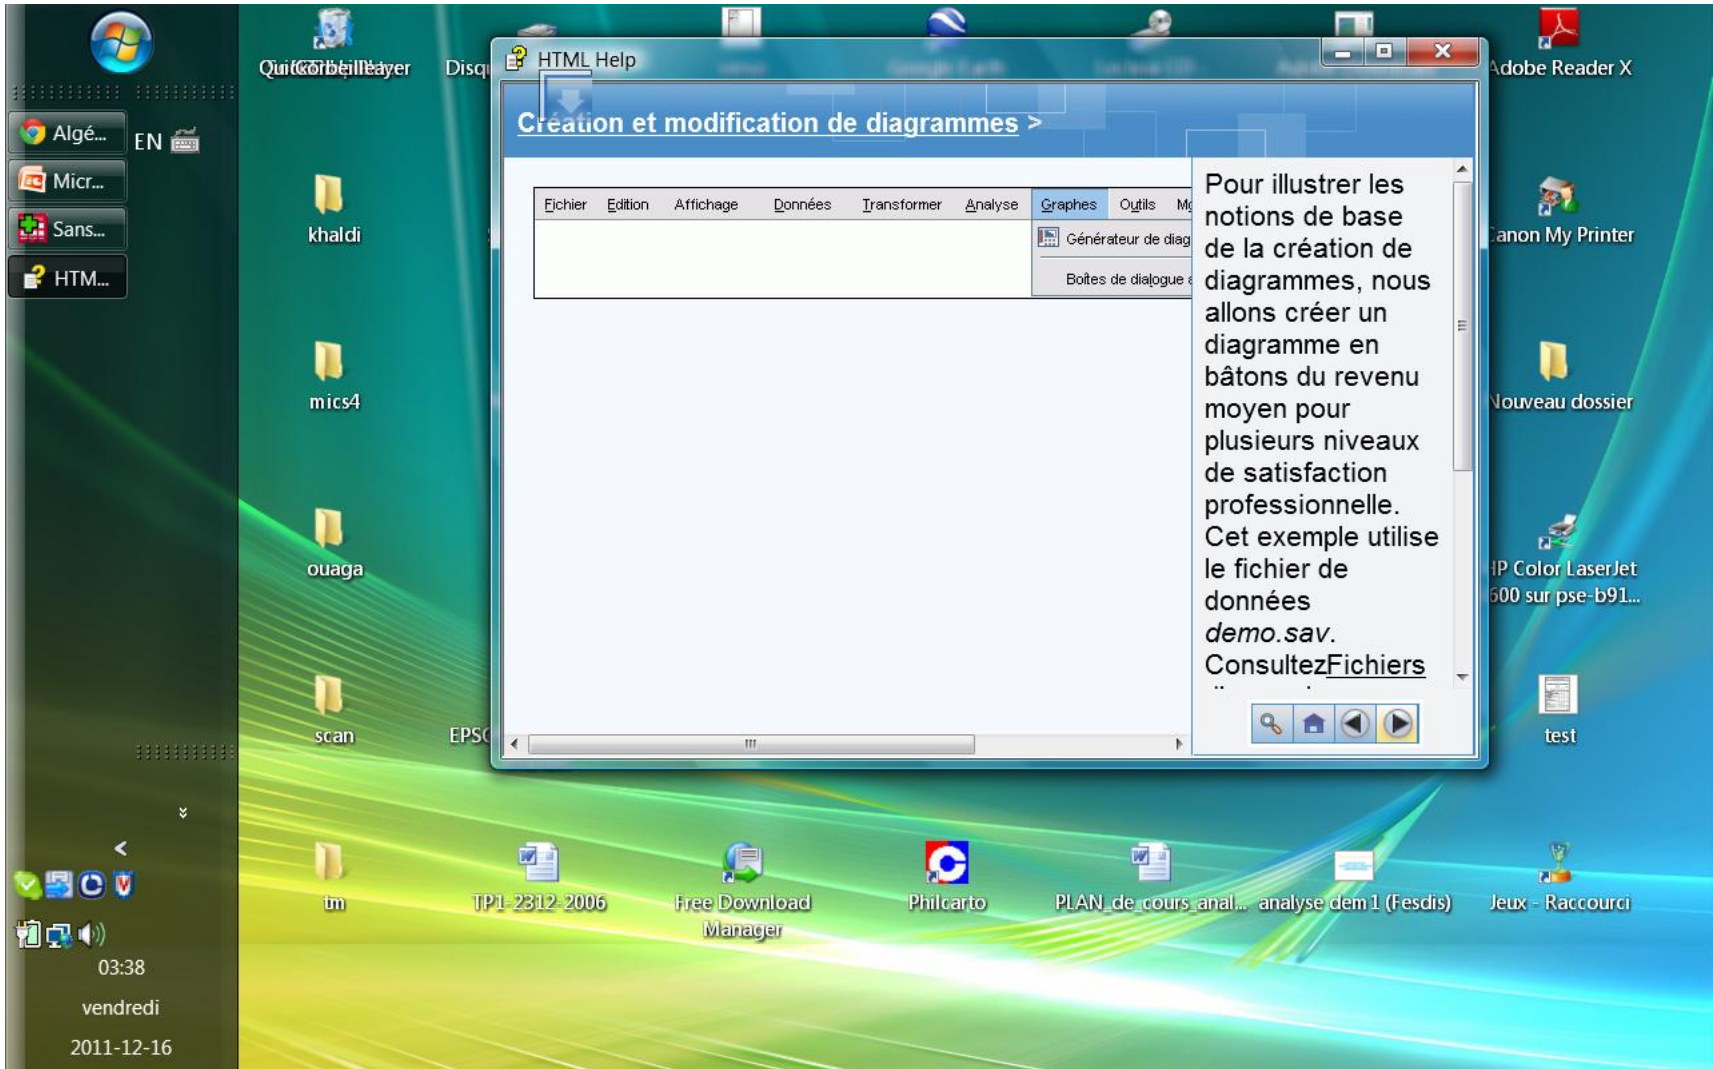 Adobe Reader X
Disq
HTML Help
Création et modification de diagrammes >
Algé...
EN
Micr...
Sans...
HTM...
khaldi
mics4
ouaga
scan
EPSO
Fichier Edition Affichage Données Transformer Analyse Graphes Outils
Générateur de diag
Boîtes de dialogue
Pour illustrer les
notions de base
de la création de
diagrammes, nous
allons créer un
diagramme en
bâtons du revenu
moyen pour
plusieurs niveaux
de satisfaction
professionnelle.
Cet exemple utilise
le fichier de
données
demo.sav.
ConsultezFichiers
Canon My Printer
Nouveau dossier
HP Color LaserJet
600 sur pse-b91...
test
tm
TP1-2312-2006
Free Download
Manager
Philcarto
PLAN_de_cours_anal...
analyse dem 1 (Fesdis)
Jeux - Raccourci
03:38
vendredi
2011-12-16